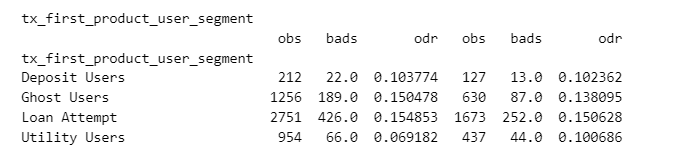 tx_first_product_user_segment
obs bads odr obs bads odr
tx_first_product_user_segment
Deposit Users 212 22.0 0.103774 127 13.0 0.102362
Ghost Users 1256 189.0 0.150478 630 87.0 0.138095
Loan Attempt 2751 426.0 0.154853 1673 252.0 0.150628
Utility Users 954 66.0 0.069182 437 44.0 0.100686